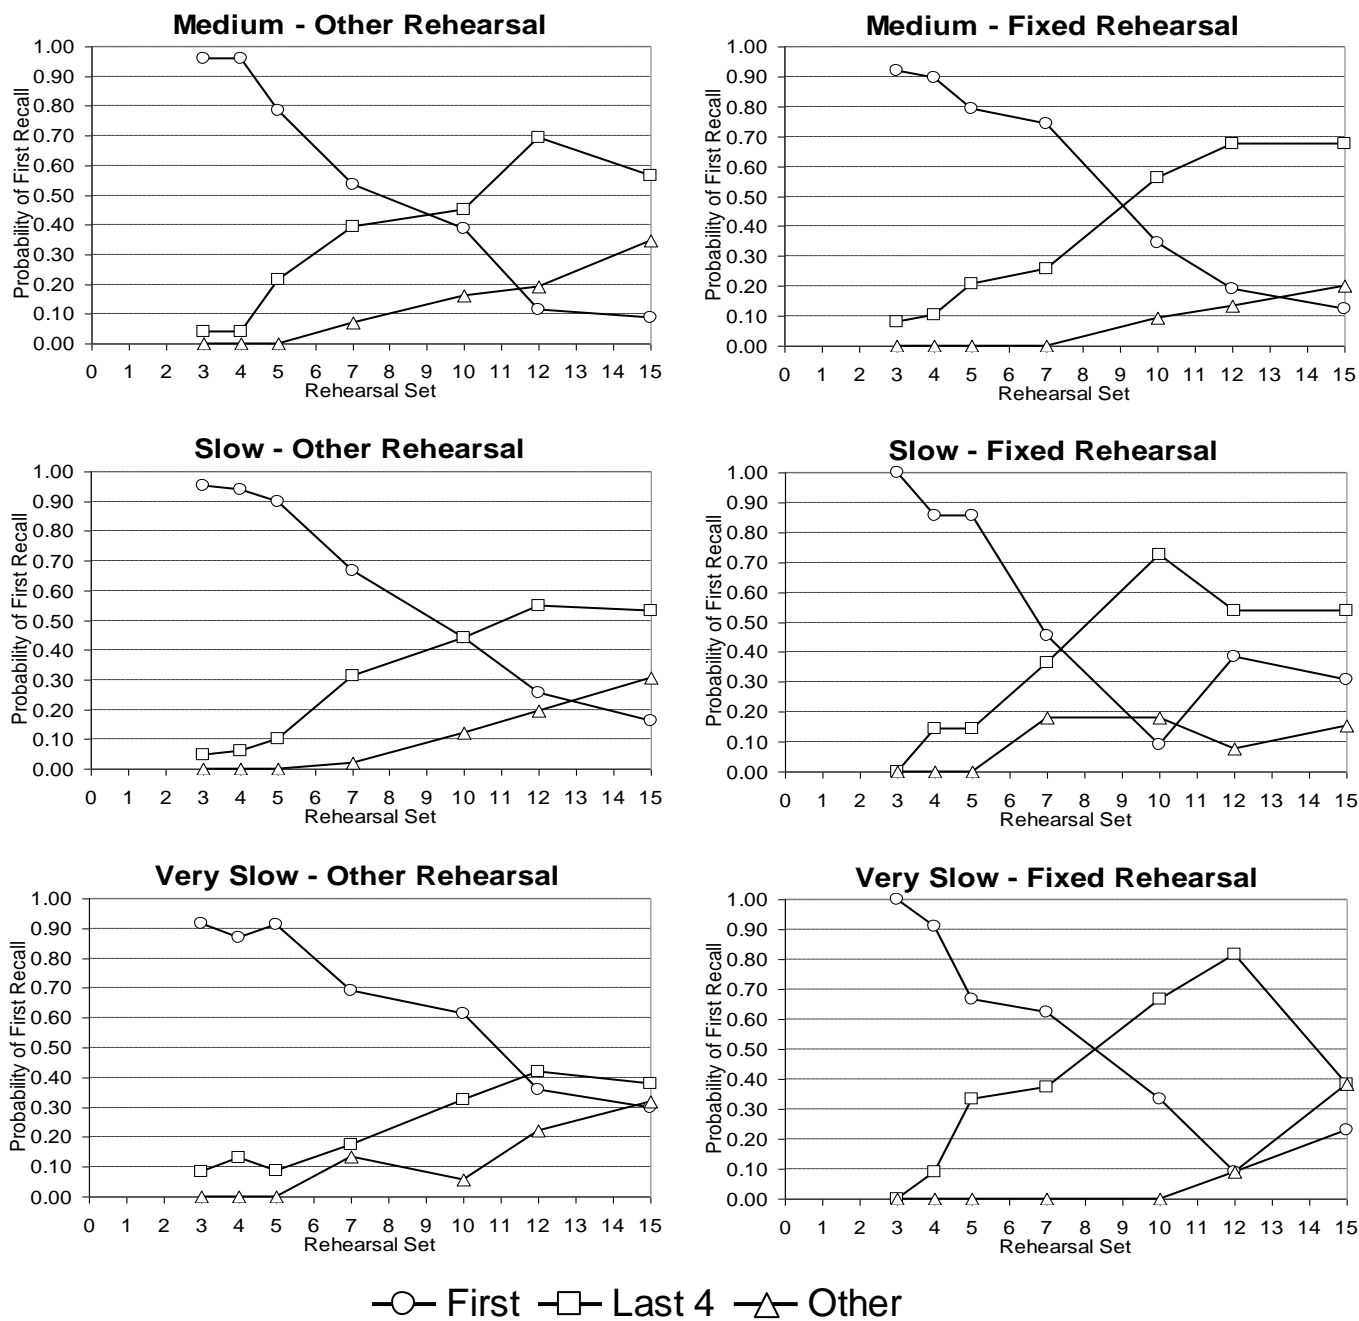 Medium - Other Rehearsal
Probability of First Recall
1.00
0.90
0.80
0.70
0.60
0.50
0.40
0.30
0.20
0.10
0.00
0 1 2 3 4 5 6 7 8 9 10 11 12 13 15
Rehearsal Set
Medium - Fixed Rehearsal
Probability of First Recall
1.00
0.90
0.80
0.70
0.60
0.50
0.40
0.30
0.20
0.10
0.00
0 1 2 3 4 5 6 7 8 9 10 11 12 13 15
Rehearsal Set
Slow - Other Rehearsal
Probability of First Recall
1.00
0.90
0.80
0.70
0.60
0.50
0.40
0.30
0.20
0.10
0.00
0 1 2 3 4 5 6 7 8 9 10 11 12 13 15
Rehearsal Set
Slow - Fixed Rehearsal
Probability of First Recall
1.00
0.90
0.80
0.70
0.60
0.50
0.40
0.30
0.20
0.10
0.00
0 1 2 3 4 5 6 7 8 9 10 11 12 13 15
Rehearsal Set
Very Slow - Other Rehearsal
Probability of First Recall
1.00
0.90
0.80
0.70
0.60
0.50
0.40
0.30
0.20
0.10
0.00
0 1 2 3 4 5 6 7 8 9 10 11 12 13 15
Rehearsal Set
Very Slow - Fixed Rehearsal
Probability of First Recall
1.00
0.90
0.80
0.70
0.60
0.50
0.40
0.30
0.20
0.10
0.00
0 1 2 3 4 5 6 7 8 9 10 11 12 13 15
Rehearsal Set
First Last 4 Other